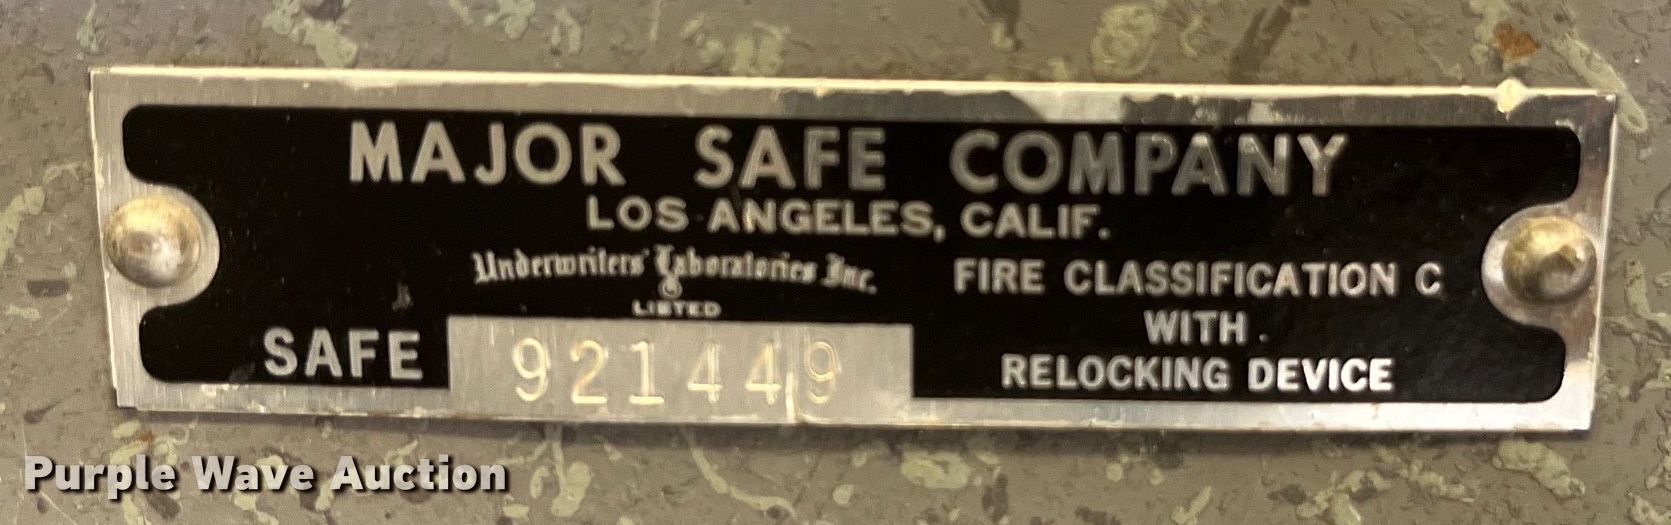 MAJOR SAFE COMPANY
LOS ANGELES, CALIF.
Underwriters' Laboratories Inc.
LISTED
SAFE 921449
FIRE CLASSIFICATION C
WITH
RELOCKING DEVICE
Purple Wave Auction